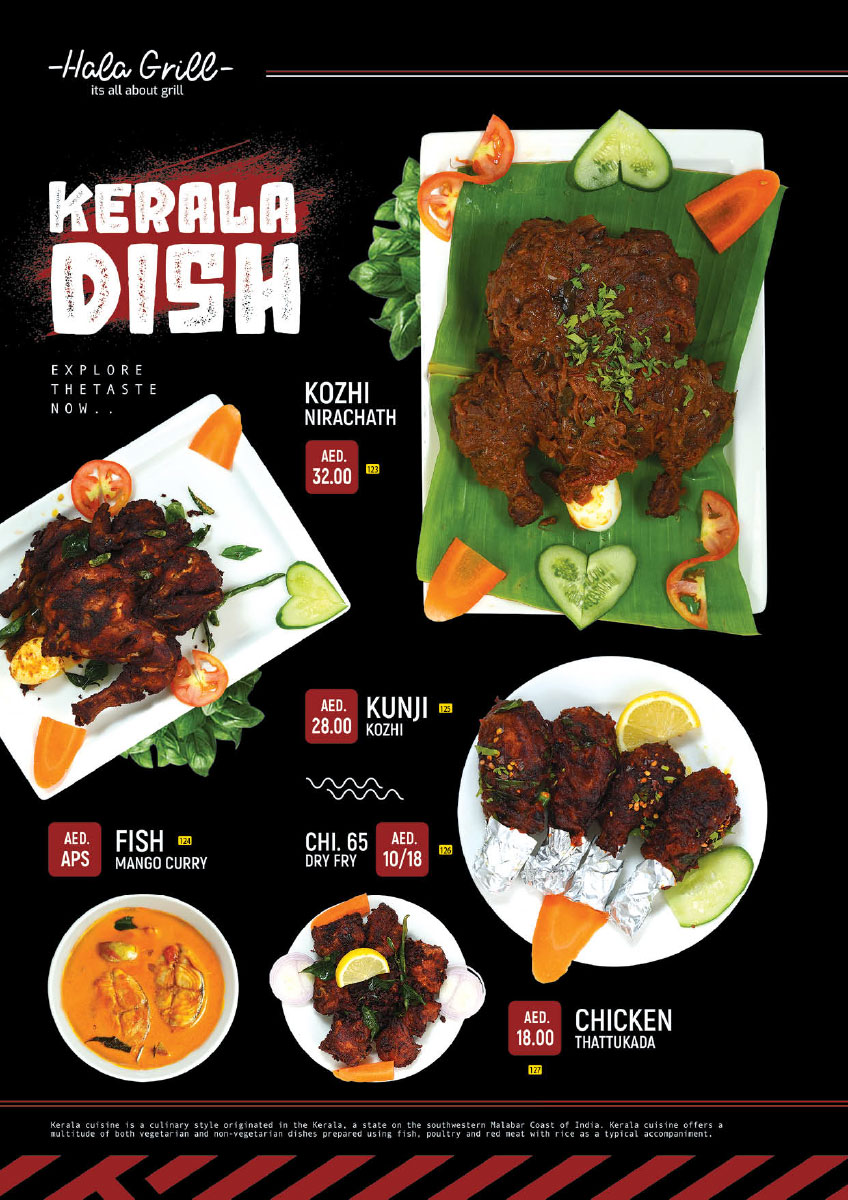 -Hala Grill-
its all about grill
KERALA
DISH
EXPLORE
THETASTE
NOW..
KOZHI
NIRACHATH
AED.
32.00
123
AED.
28.00
KUNJI
KOZHI
125
AED.
APS
FISH
MANGO CURRY
124
CHI. 65
DRY FRY
AED.
10/18
126
AED.
18.00
CHICKEN
THATTUKADA
127
Kerala cuisine is a culinary style originated in the Kerala, a state on the southwestern Malabar Coast of India. Kerala cuisine offers a
multitude of both vegetarian and non-vegetarian dishes prepared using fish, poultry and red meat with rice as a typical accompaniment.